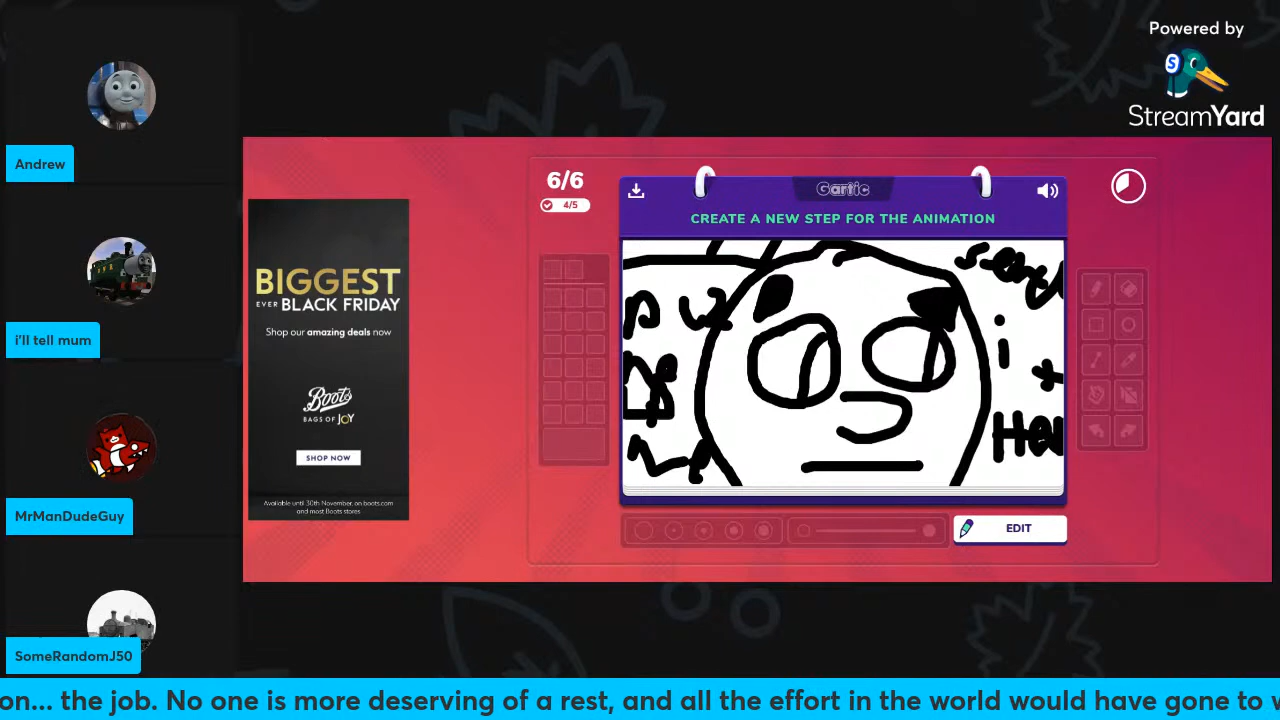 Powered by
StreamYard
Andrew
i'll tell mum
MrManDudeGuy
SomeRandomJ50
BIGGEST
EVER BLACK FRIDAY
Shop our amazing deals now
Boots
BAGS OF JOY
SHOP NOW
Available until 30th November, on boots.com
and most Boots stores
6/6
4/5
Gartic
CREATE A NEW STEP FOR THE ANIMATION
i
EDIT
on... the job. No one is more deserving of a rest, and all the effort in the world would have gone to